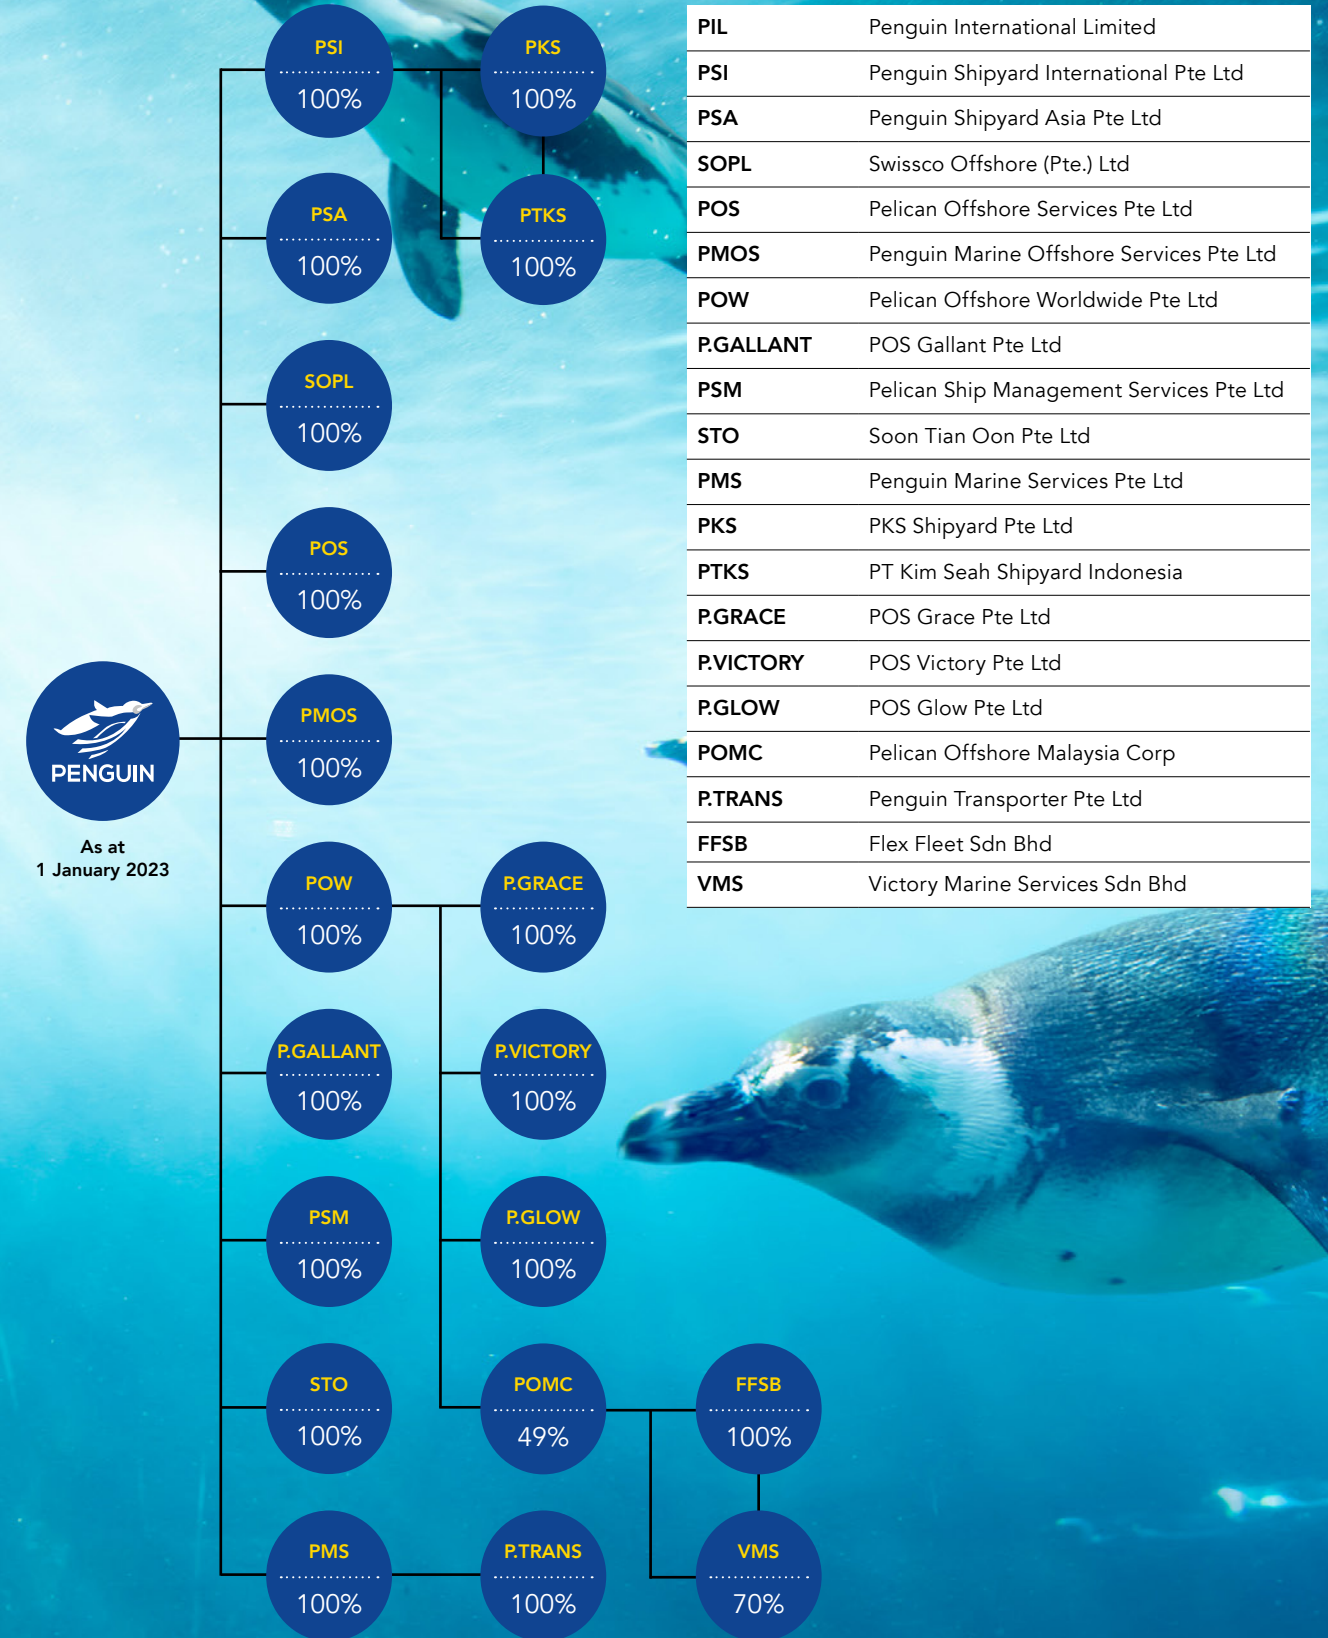 PSI
100%
PKS
100%
PSA
100%
PTKS
100%
SOPL
100%
POS
100%
PENGUIN
As at
1 January 2023
PMOS
100%
POW
100%
P.GRACE
100%
P.GALLANT
100%
P.VICTORY
100%
PSM
100%
P.GLOW
100%
STO
100%
POMC
49%
FFSB
100%
PMS
100%
P.TRANS
100%
VMS
70%
PIL Penguin International Limited
PSI Penguin Shipyard International Pte Ltd
PSA Penguin Shipyard Asia Pte Ltd
SOPL Swissco Offshore (Pte.) Ltd
POS Pelican Offshore Services Pte Ltd
PMOS Penguin Marine Offshore Services Pte Ltd
POW Pelican Offshore Worldwide Pte Ltd
P.GALLANT POS Gallant Pte Ltd
PSM Pelican Ship Management Services Pte Ltd
STO Soon Tian Oon Pte Ltd
PMS Penguin Marine Services Pte Ltd
PKS PKS Shipyard Pte Ltd
PTKS PT Kim Seah Shipyard Indonesia
P.GRACE POS Grace Pte Ltd
P.VICTORY POS Victory Pte Ltd
P.GLOW POS Glow Pte Ltd
POMC Pelican Offshore Malaysia Corp
P.TRANS Penguin Transporter Pte Ltd
FFSB Flex Fleet Sdn Bhd
VMS Victory Marine Services Sdn Bhd